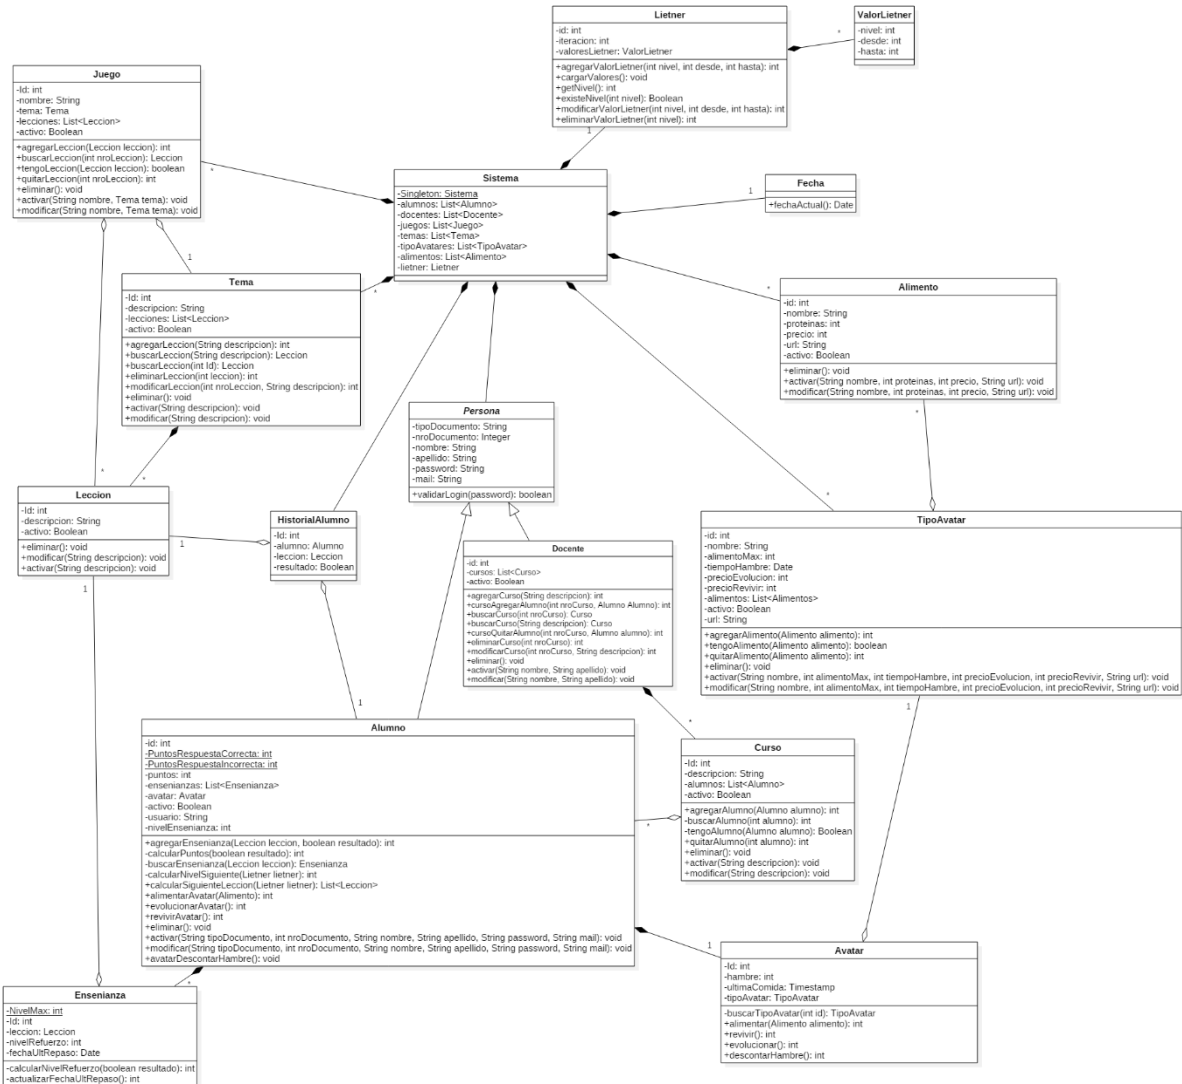 Lietner
-id: int
-iteracion: int
-valoresLietner: ValorLietner
+agregarValorLietner(int nivel, int desde, int hasta): int
+cargarValores(): void
+getNivel(): int
+existeNivel(int nivel): Boolean
+modificarValorLietner(int nivel, int desde, int hasta): int
+eliminarValorLietner(int nivel): int
*
ValorLietner
-nivel: int
-desde: int
-hasta: int
Juego
-Id: int
-nombre: String
-tema: Tema
-lecciones: List<Leccion>
-activo: Boolean
+agregarLeccion(Leccion leccion): int
+buscarLeccion(int nroLeccion): Leccion
+tengoLeccion(Leccion leccion): boolean
+quitarLeccion(int nroLeccion): int
+eliminar(): void
+activar(String nombre, Tema tema): void
+modificar(String nombre, Tema tema): void
*
1
Sistema
-Singleton: Sistema
-alumnos: List<Alumno>
-docentes: List<Docente>
-juegos: List<Juego>
-temas: List<Tema>
-tipoAvatares: List<TipoAvatar>
-alimentos: List<Alimento>
-lietner: Lietner
1
Fecha
+fechaActual(): Date
1
*
*
Tema
-Id: int
-descripcion: String
-lecciones: List<Leccion>
-activo: Boolean
+agregarLeccion(String descripcion): int
+buscarLeccion(String descripcion): Leccion
+buscarLeccion(int Id): Leccion
+eliminarLeccion(int leccion): int
+modificarLeccion(int nroLeccion, String descripcion): int
+eliminar(): void
+activar(String descripcion): void
+modificar(String descripcion): void
Alimento
-id: int
-nombre: String
-proteinas: int
-precio: int
-url: String
-activo: Boolean
+eliminar(): void
+activar(String nombre, int proteinas, int precio, String url): void
+modificar(String nombre, int proteinas, int precio, String url): void
*
Persona
-tipoDocumento: String
-nroDocumento: Integer
-nombre: String
-apellido: String
-password: String
-mail: String
+validarLogin(password): boolean
*
*
*
Leccion
-Id: int
-descripcion: String
-activo: Boolean
+eliminar(): void
+modificar(String descripcion): void
+activar(String descripcion): void
1
1
HistorialAlumno
-Id: int
-alumno: Alumno
-leccion: Leccion
-resultado: Boolean
1
Docente
-id: int
-cursos: List<Curso>
-activo: Boolean
+agregarCurso(String descripcion): int
+cursoAgregarAlumno(int nroCurso, Alumno Alumno): int
+buscarCurso(int nroCurso): Curso
+buscarCurso(String descripcion): Curso
+cursoQuitarAlumno(int nroCurso, Alumno alumno): int
+eliminarCurso(int nroCurso): int
+modificarCurso(int nroCurso, String descripcion): int
+eliminar(): void
+activar(String nombre, String apellido): void
+modificar(String nombre, String apellido): void
*
TipoAvatar
-id: int
-nombre: String
-alimentoMax: int
-tiempoHambre: Date
-precioEvolucion: int
-precioRevivir: int
-alimentos: List<Alimentos>
-activo: Boolean
-url: String
+agregarAlimento(Alimento alimento): int
+tengoAlimento(Alimento alimento): boolean
+quitarAlimento(Alimento alimento): int
+eliminar(): void
+activar(String nombre, int alimentoMax, int tiempoHambre, int precioEvolucion, int precioRevivir, String url): void
+modificar(String nombre, int alimentoMax, int tiempoHambre, int precioEvolucion, int precioRevivir, String url): void
1
Alumno
-id: int
-PuntosRespuestaCorrecta: int
-PuntosRespuestaIncorrecta: int
-puntos: int
-ensenianzas: List<Ensenianza>
-avatar: Avatar
-activo: Boolean
-usuario: String
-nivelEnsenianza: int
+agregarEnsenianza(Leccion leccion, boolean resultado): int
-calcularPuntos(boolean resultado): int
-buscarEnsenianza(Leccion leccion): Ensenianza
-calcularNivelSiguiente(Lietner lietner): int
+calcularSiguienteLeccion(Lietner lietner): List<Leccion>
+alimentarAvatar(Alimento): int
+evolucionarAvatar(): int
+revivirAvatar(): int
+eliminar(): void
+activar(String tipoDocumento, int nroDocumento, String nombre, String apellido, String password, String mail): void
+modificar(String tipoDocumento, int nroDocumento, String nombre, String apellido, String password, String mail): void
+avatarDescontarHambre(): void
*
Curso
-Id: int
-descripcion: String
-alumnos: List<Alumno>
-activo: Boolean
+agregarAlumno(Alumno alumno): int
-buscarAlumno(int alumno): int
-tengoAlumno(Alumno alumno): Boolean
+quitarAlumno(int alumno): int
+eliminar(): void
+activar(String descripcion): void
+modificar(String descripcion): void
1
Avatar
-Id: int
-hambre: int
-ultimaComida: Timestamp
-tipoAvatar: TipoAvatar
-buscarTipoAvatar(int id): TipoAvatar
+alimentar(Alimento alimento): int
+revivir(): int
+evolucionar(): int
+descontarHambre(): int
*
Ensenianza
-NivelMax: int
-Id: int
-leccion: Leccion
-nivelRefuerzo: int
-fechaUltRepaso: Date
-calcularNivelRefuerzo(boolean resultado): int
-actualizarFechaUltRepaso(): int